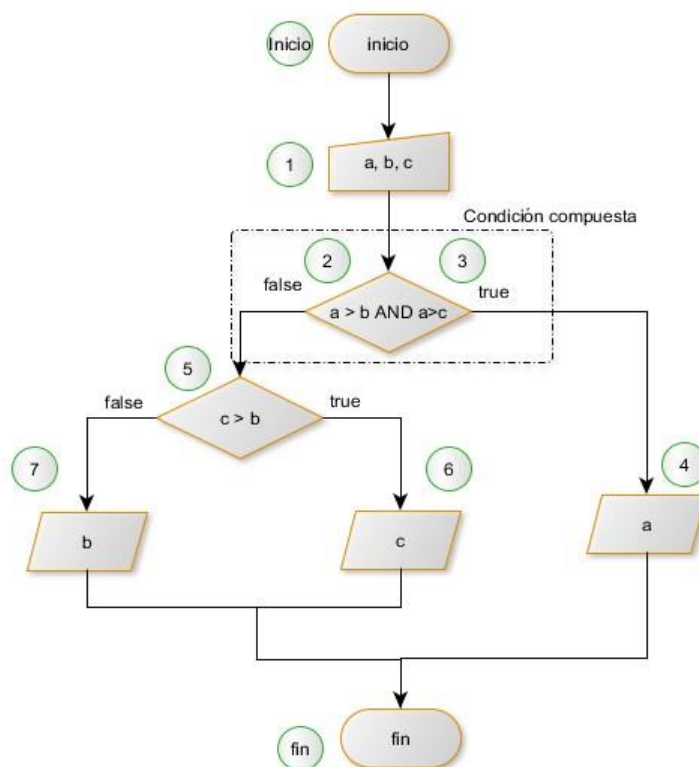 Inicio
inicio
1
a, b, c
Condición compuesta
2
3
false
true
a > b AND a>c
5
false
true
c > b
7
6
4
b
c
a
fin
fin